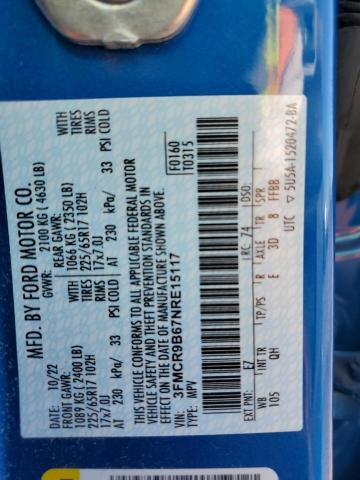 MFD. BY FORD MOTOR CO.
10/22 GVWR: 2100 KG ( 4630 LB)
FRONT GAWR: REAR GAWR:
1089 KG ( 2400 LB) 1066 KG ( 2350 LB)
225/65R17 102H TIRES 225/65R17 102H TIRES
17x7.0J RIMS 17x7.0J RIMS
AT 230 kPa/ 33 PSI COLD AT 230 kPa/ 33 PSI COLD
THIS VEHICLE CONFORMS TO ALL APPLICABLE FEDERAL MOTOR
VEHICLE SAFETY AND THEFT PREVENTION STANDARDS IN
EFFECT ON THE DATE OF MANUFACTURE SHOWN ABOVE.
VIN: 3FMCR9B67NRE15117 F0160
TYPE: MPV T0315
EXT PNT: E7 RC: 74 DSO:
WB INT TR TP/PS R AXLE TR SPR
105 QH E 3D 8 FFBB
UTC ▽ 5U5A-1520472-BA